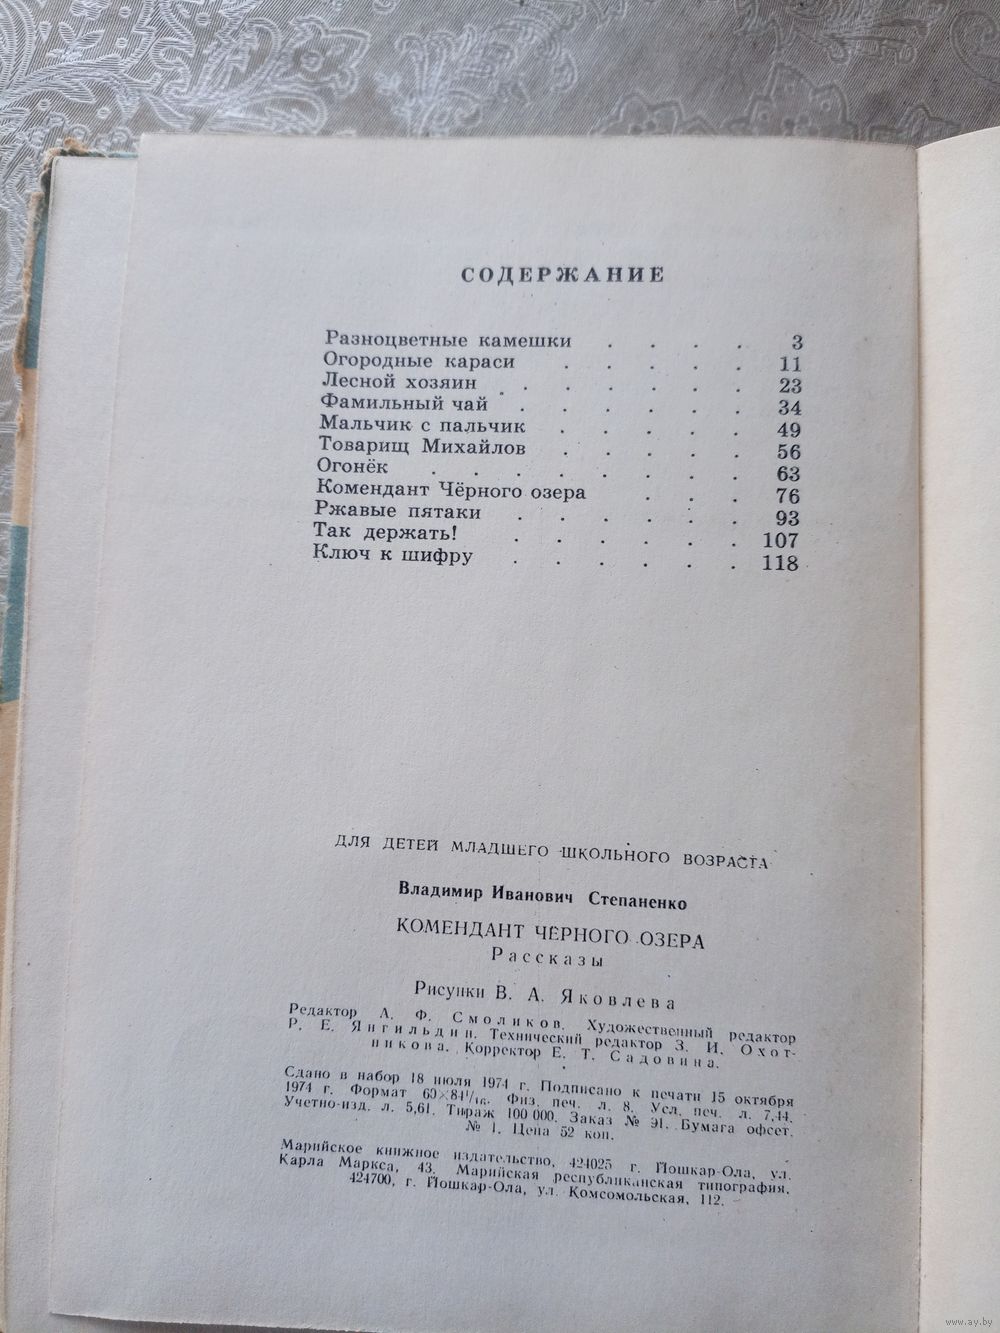 СОДЕРЖАНИЕ
Разноцветные камешки . . . . 3
Огородные караси . . . . . 11
Лесной хозяин . . . . . . 23
Фамильный чай . . . . . . 34
Мальчик с пальчик . . . . . 49
Товарищ Михайлов . . . . . 56
Огонёк . . . . . . . . 63
Комендант Чёрного озера . . . 76
Ржавые пятаки . . . . . . 93
Так держать! . . . . . . 107
Ключ к шифру . . . . . . 118
ДЛЯ ДЕТЕЙ МЛАДШЕГО ШКОЛЬНОГО ВОЗРАСТА
Владимир Иванович Степаненко
КОМЕНДАНТ ЧЁРНОГО ОЗЕРА
Рассказы
Рисунки В. А. Яковлева
Редактор А. Ф. Смоликов. Художественный редактор
Р. Е. Янгильдин. Технический редактор З. И. Охот-
никова. Корректор Е. Т. Садовина.
Сдано в набор 18 июля 1974 г. Подписано к печати 15 октября
1974 г. Формат 60×84 1/16. Физ. печ. л. 8. Усл. печ. л. 7,44.
Учетно-изд. л. 5,61. Тираж 100 000. Заказ № 91. Бумага офсет.
№ 1. Цена 52 коп.
Марийское книжное издательство, 424025 г. Йошкар-Ола, ул.
Карла Маркса, 43. Марийская республиканская типография,
424700, г. Йошкар-Ола, ул. Комсомольская, 112.
www.ay.by